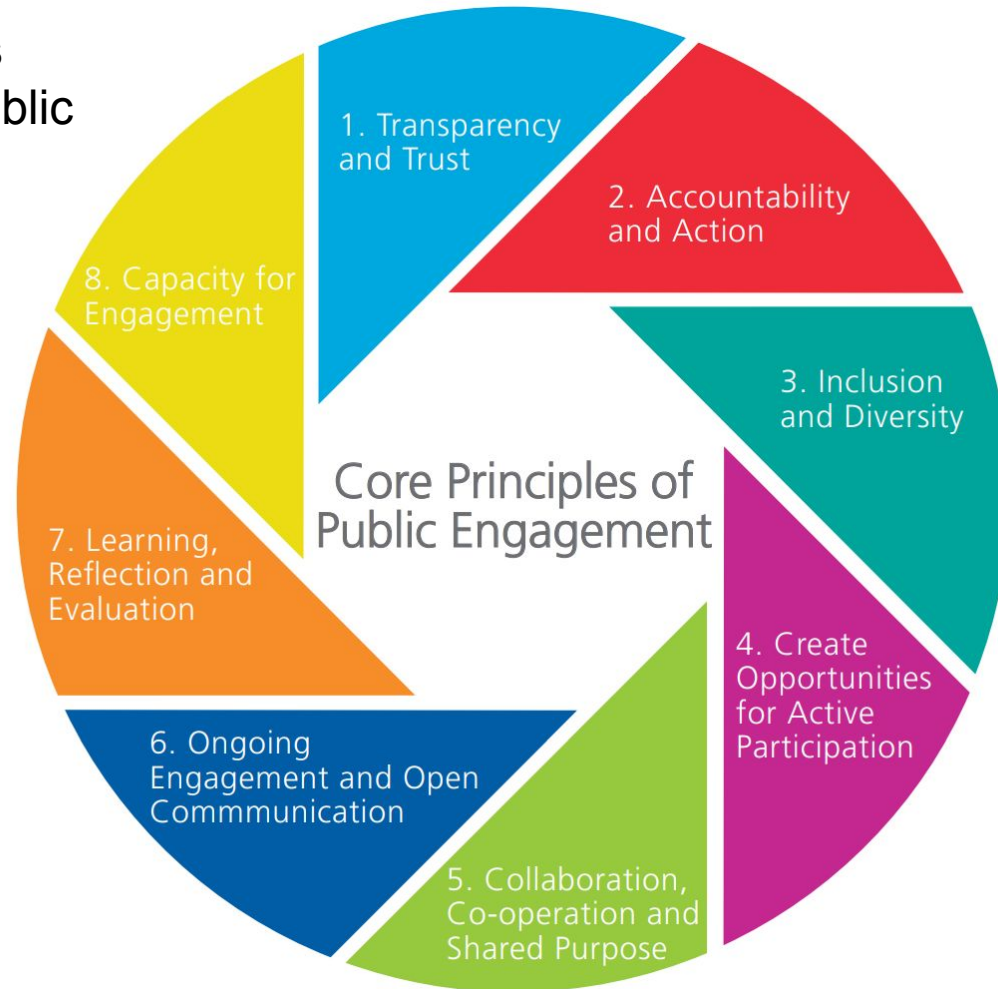 blic
1. Transparency
and Trust
2. Accountability
and Action
3. Inclusion
and Diversity
4. Create
Opportunities
for Active
Participation
5. Collaboration,
Co-operation and
Shared Purpose
6. Ongoing
Engagement and Open
Commmunication
7. Learning,
Reflection and
Evaluation
8. Capacity for
Engagement
Core Principles of
Public Engagement